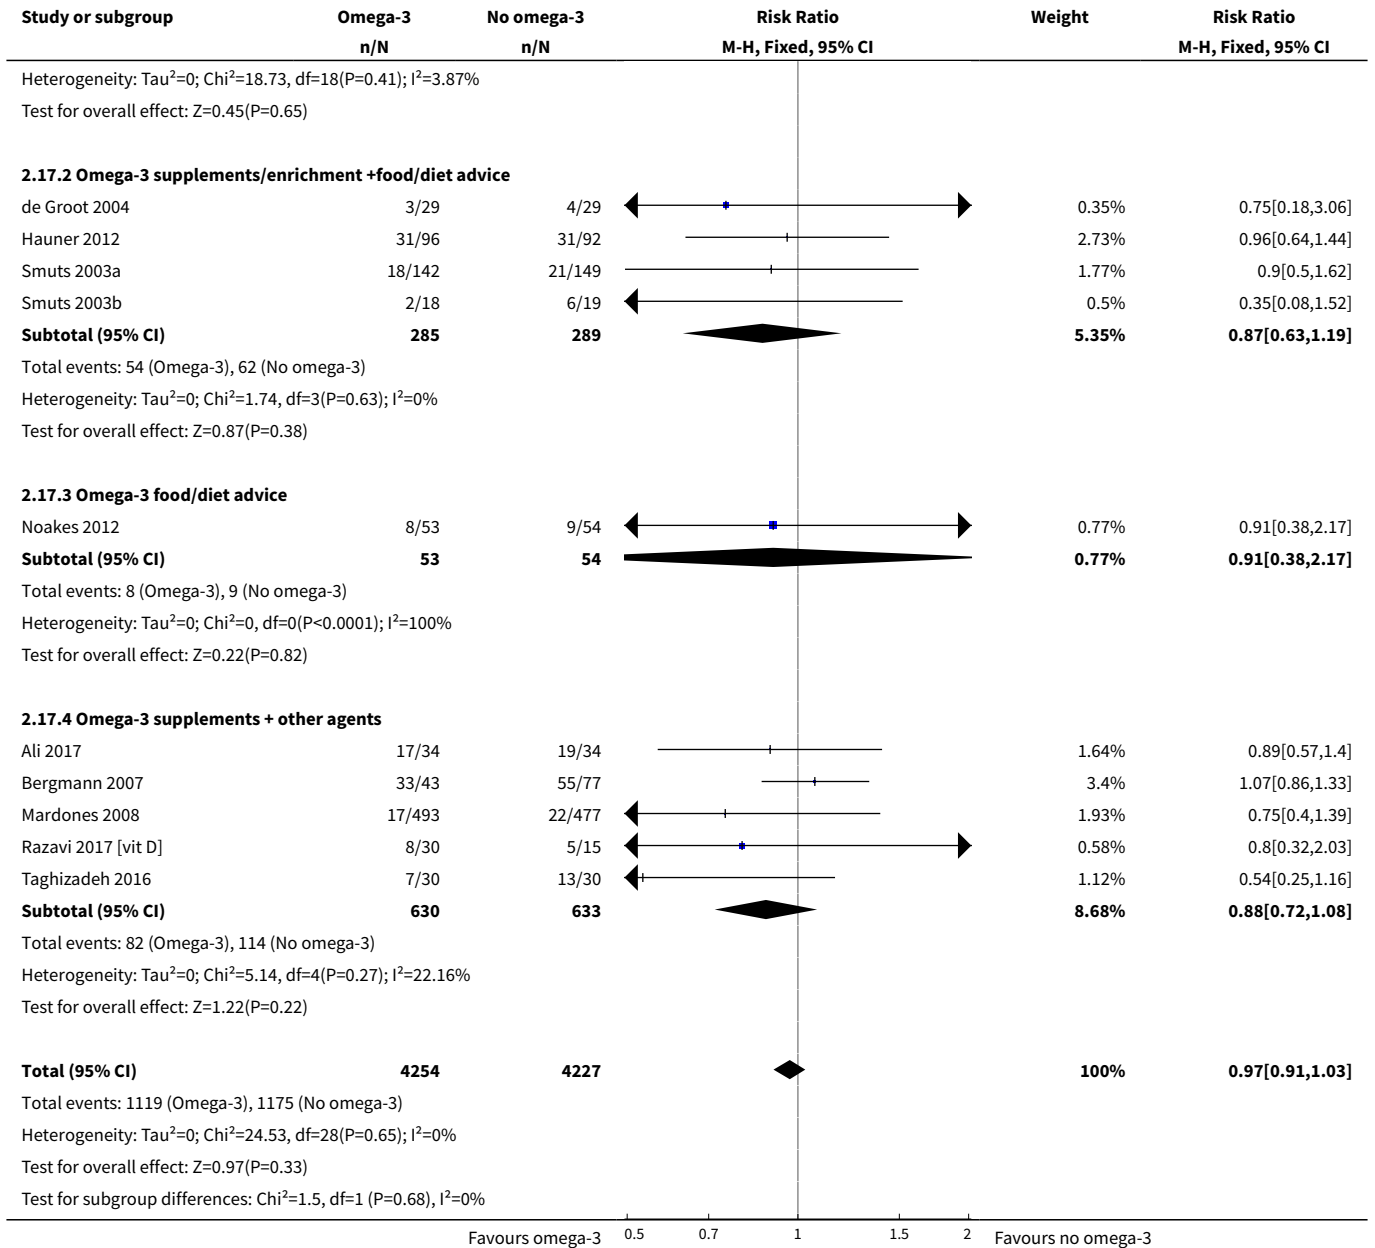 Study or subgroup Omega-3 No omega-3 Risk Ratio Weight Risk Ratio
n/N n/N M-H, Fixed, 95% CI M-H, Fixed, 95% CI
Heterogeneity: Tau²=0; Chi²=18.73, df=18(P=0.41); I²=3.87%
Test for overall effect: Z=0.45(P=0.65)
2.17.2 Omega-3 supplements/enrichment +food/diet advice
de Groot 2004 3/29 4/29 0.35% 0.75[0.18,3.06]
Hauner 2012 31/96 31/92 2.73% 0.96[0.64,1.44]
Smuts 2003a 18/142 21/149 1.77% 0.9[0.5,1.62]
Smuts 2003b 2/18 6/19 0.5% 0.35[0.08,1.52]
Subtotal (95% CI) 285 289 5.35% 0.87[0.63,1.19]
Total events: 54 (Omega-3), 62 (No omega-3)
Heterogeneity: Tau²=0; Chi²=1.74, df=3(P=0.63); I²=0%
Test for overall effect: Z=0.87(P=0.38)
2.17.3 Omega-3 food/diet advice
Noakes 2012 8/53 9/54 0.77% 0.91[0.38,2.17]
Subtotal (95% CI) 53 54 0.77% 0.91[0.38,2.17]
Total events: 8 (Omega-3), 9 (No omega-3)
Heterogeneity: Tau²=0; Chi²=0, df=0(P<0.0001); I²=100%
Test for overall effect: Z=0.22(P=0.82)
2.17.4 Omega-3 supplements + other agents
Ali 2017 17/34 19/34 1.64% 0.89[0.57,1.4]
Bergmann 2007 33/43 55/77 3.4% 1.07[0.86,1.33]
Mardones 2008 17/493 22/477 1.93% 0.75[0.4,1.39]
Razavi 2017 [vit D] 8/30 5/15 0.58% 0.8[0.32,2.03]
Taghizadeh 2016 7/30 13/30 1.12% 0.54[0.25,1.16]
Subtotal (95% CI) 630 633 8.68% 0.88[0.72,1.08]
Total events: 82 (Omega-3), 114 (No omega-3)
Heterogeneity: Tau²=0; Chi²=5.14, df=4(P=0.27); I²=22.16%
Test for overall effect: Z=1.22(P=0.22)
Total (95% CI) 4254 4227 100% 0.97[0.91,1.03]
Total events: 1119 (Omega-3), 1175 (No omega-3)
Heterogeneity: Tau²=0; Chi²=24.53, df=28(P=0.65); I²=0%
Test for overall effect: Z=0.97(P=0.33)
Test for subgroup differences: Chi²=1.5, df=1 (P=0.68), I²=0%
Favours omega-3 0.5 0.7 1 1.5 2 Favours no omega-3